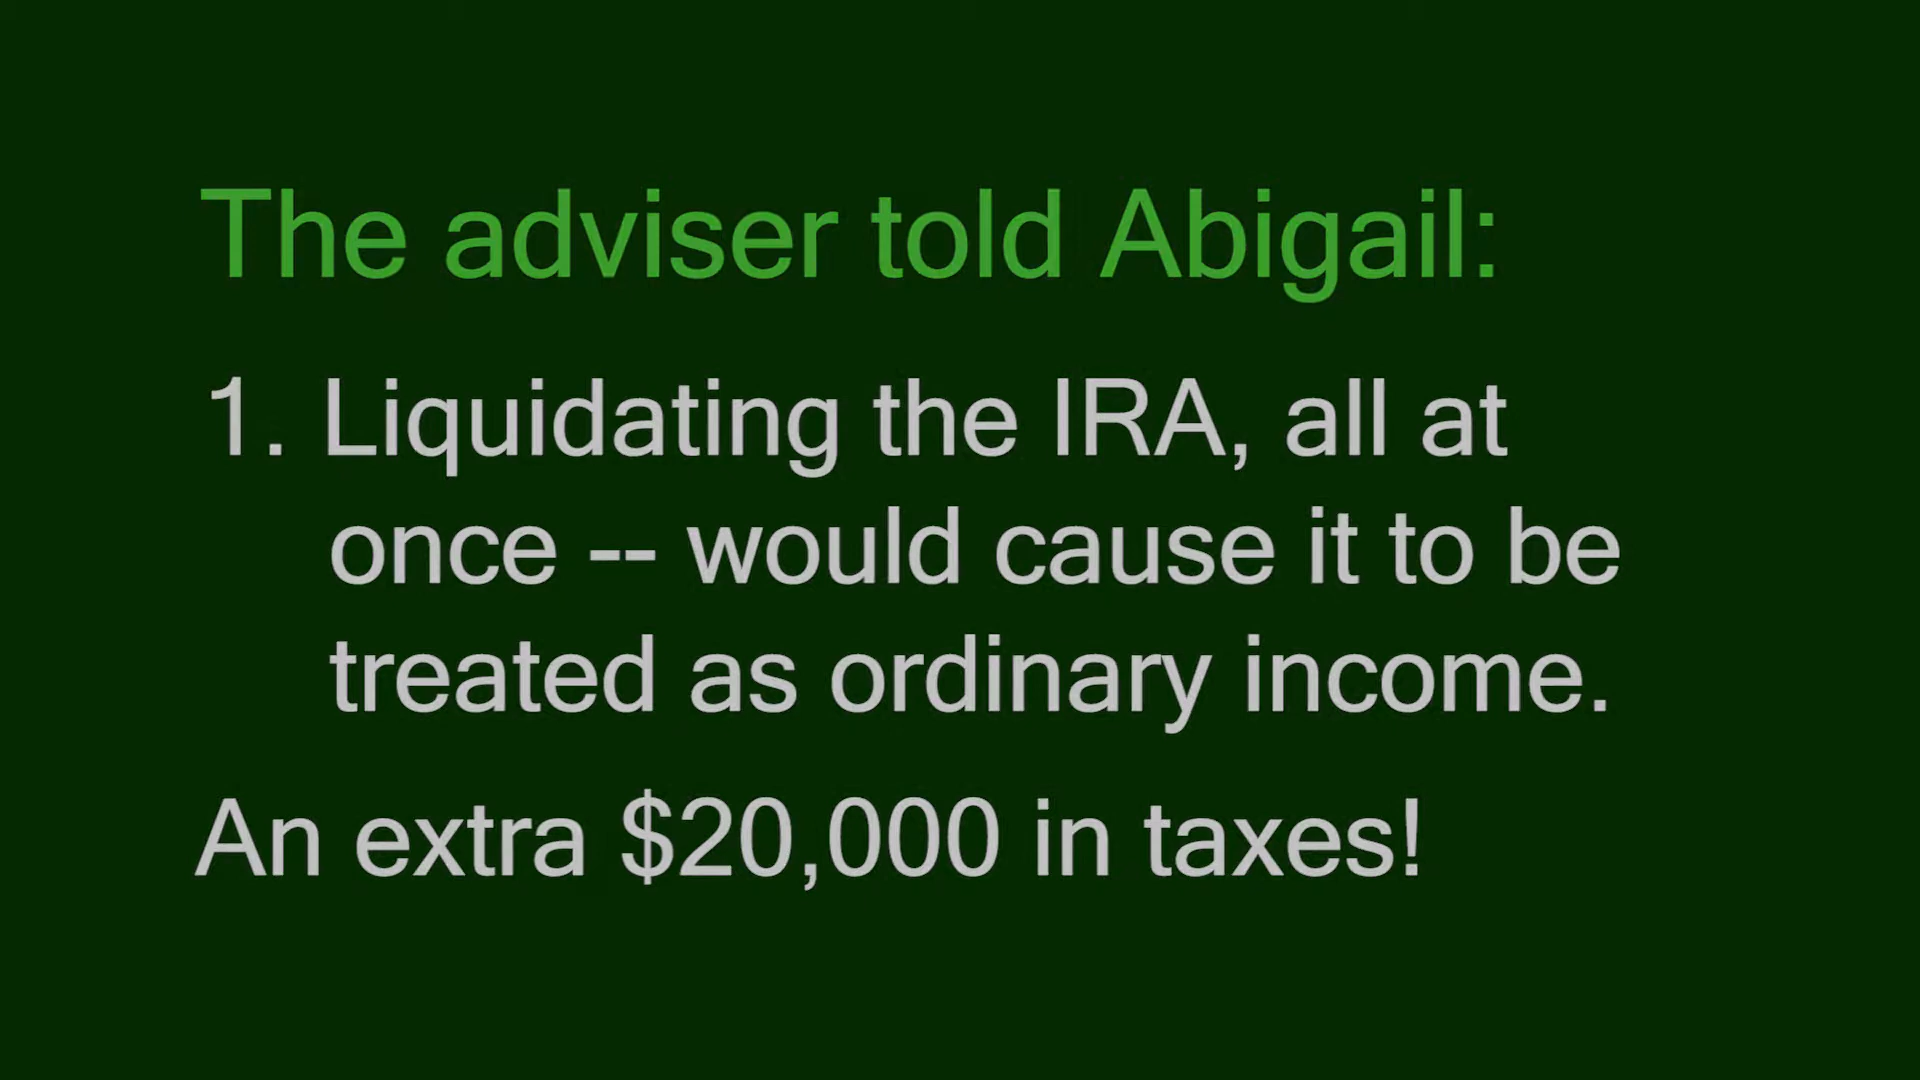 The adviser told Abigail:
1. Liquidating the IRA, all at
once -- would cause it to be
treated as ordinary income.
An extra $20,000 in taxes!